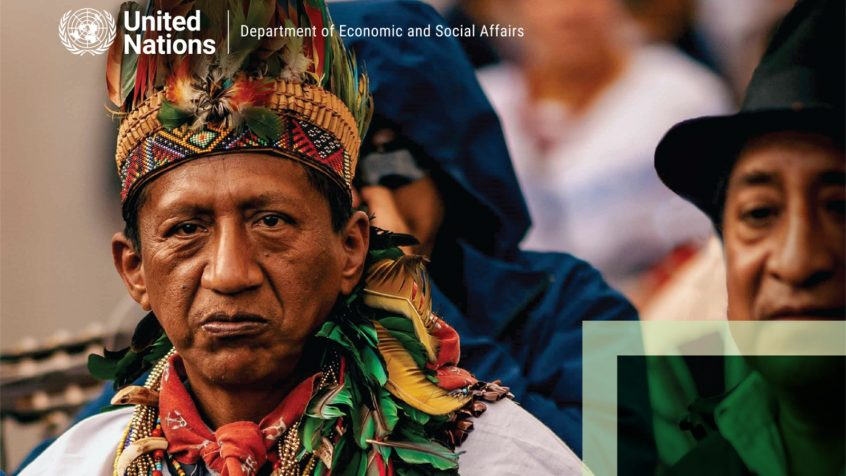 United
Nations
Department of Economic and Social Affairs